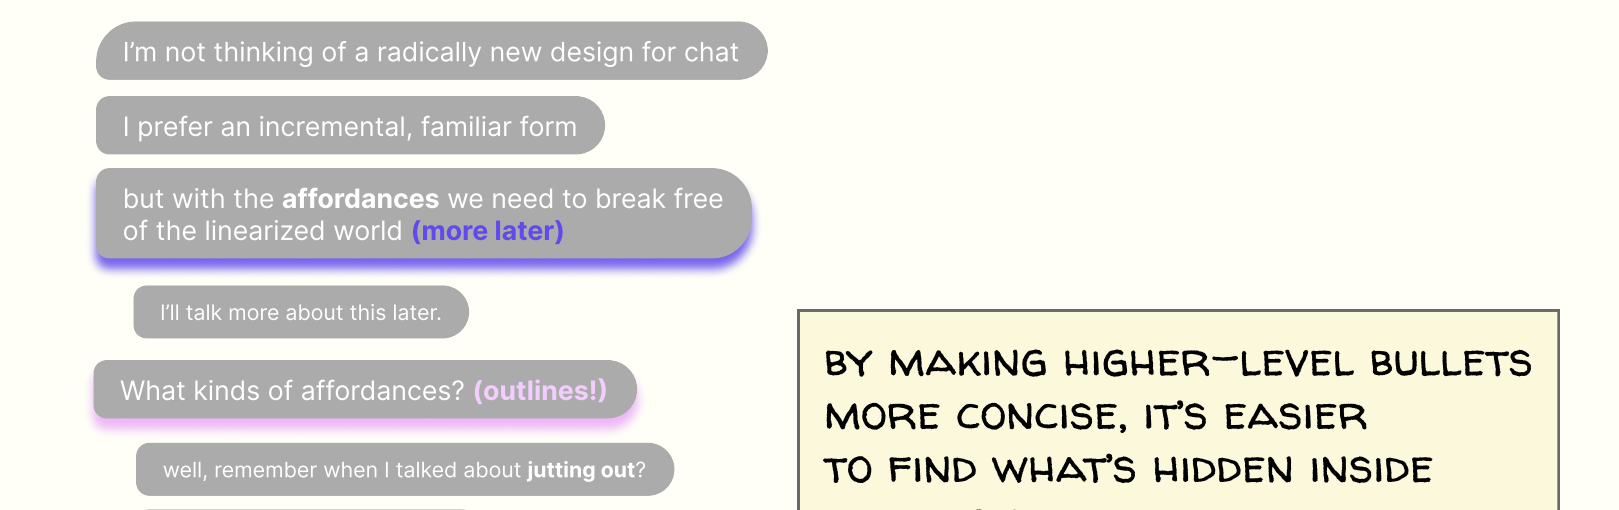 I'm not thinking of a radically new design for chat
I prefer an incremental, familiar form
but with the affordances we need to break free
of the linearized world (more later)
I'll talk more about this later.
What kinds of affordances? (outlines!)
well, remember when I talked about jutting out?
BY MAKING HIGHER-LEVEL BULLETS
MORE CONCISE, IT'S EASIER
TO FIND WHAT'S HIDDEN INSIDE